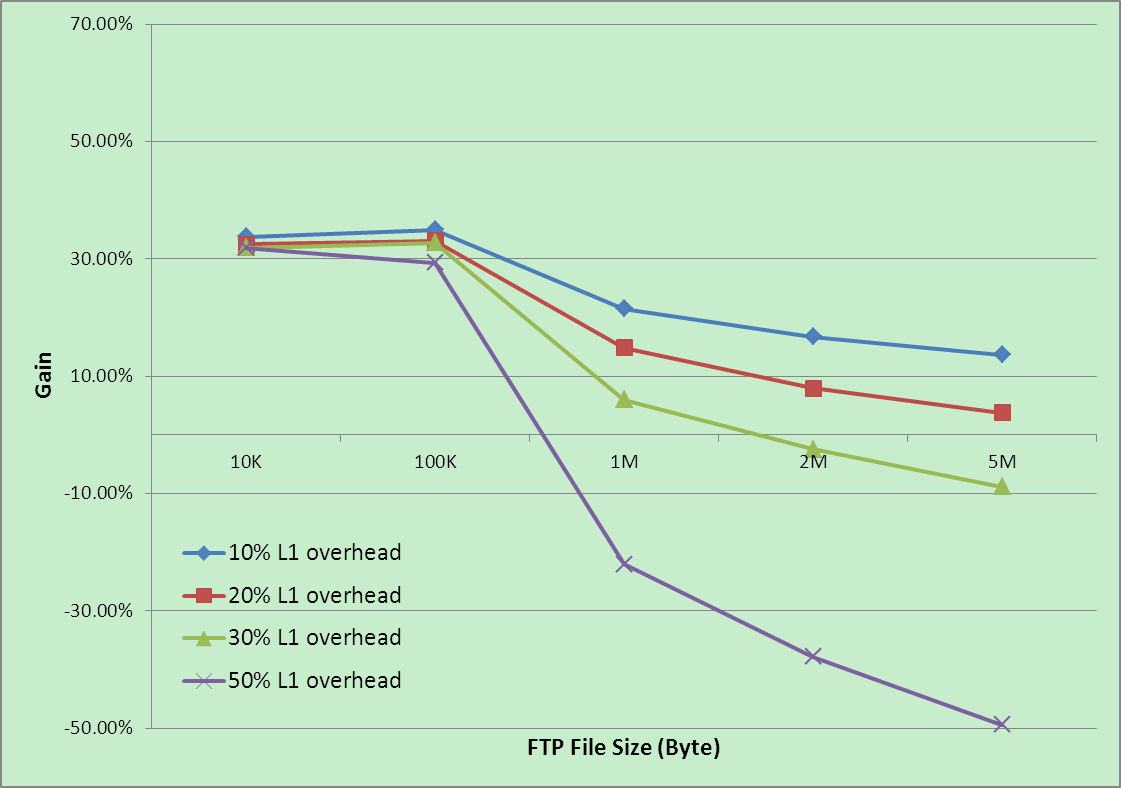 70.00%
50.00%
30.00%
10.00%
-10.00%
-30.00%
-50.00%
Gain
10K 100K 1M 2M 5M
10% L1 overhead
20% L1 overhead
30% L1 overhead
50% L1 overhead
FTP File Size (Byte)